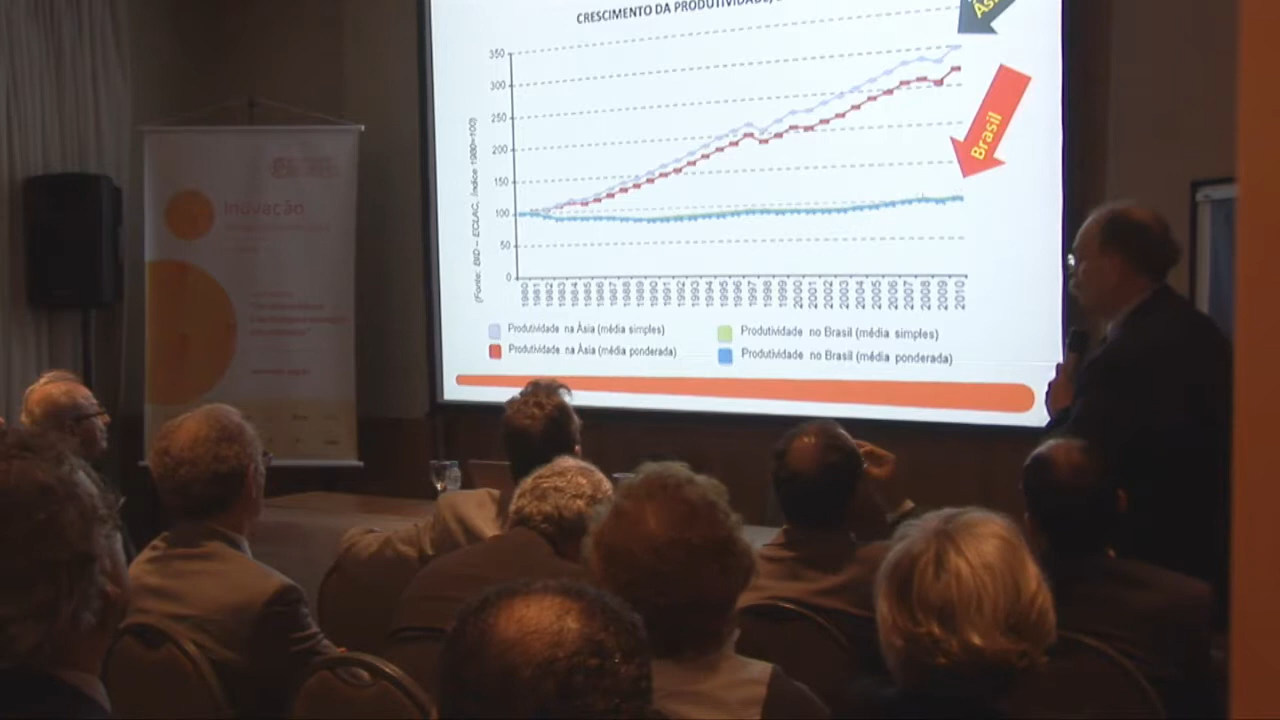 CRESCIMENTO DA PRODUTIVIDADE,
Ási
Brasil
(Fonte: BID – ECLAC, índice 1980=100)
350
300
250
200
150
100
50
0
1980 1981 1982 1983 1984 1985 1986 1987 1988 1989 1990 1991 1992 1993 1994 1995 1996 1997 1998 1999 2000 2001 2002 2003 2004 2005 2006 2007 2008 2009 2010
Produtividade na Ásia (média simples)
Produtividade no Brasil (média simples)
Produtividade na Ásia (média ponderada)
Produtividade no Brasil (média ponderada)
Inovação